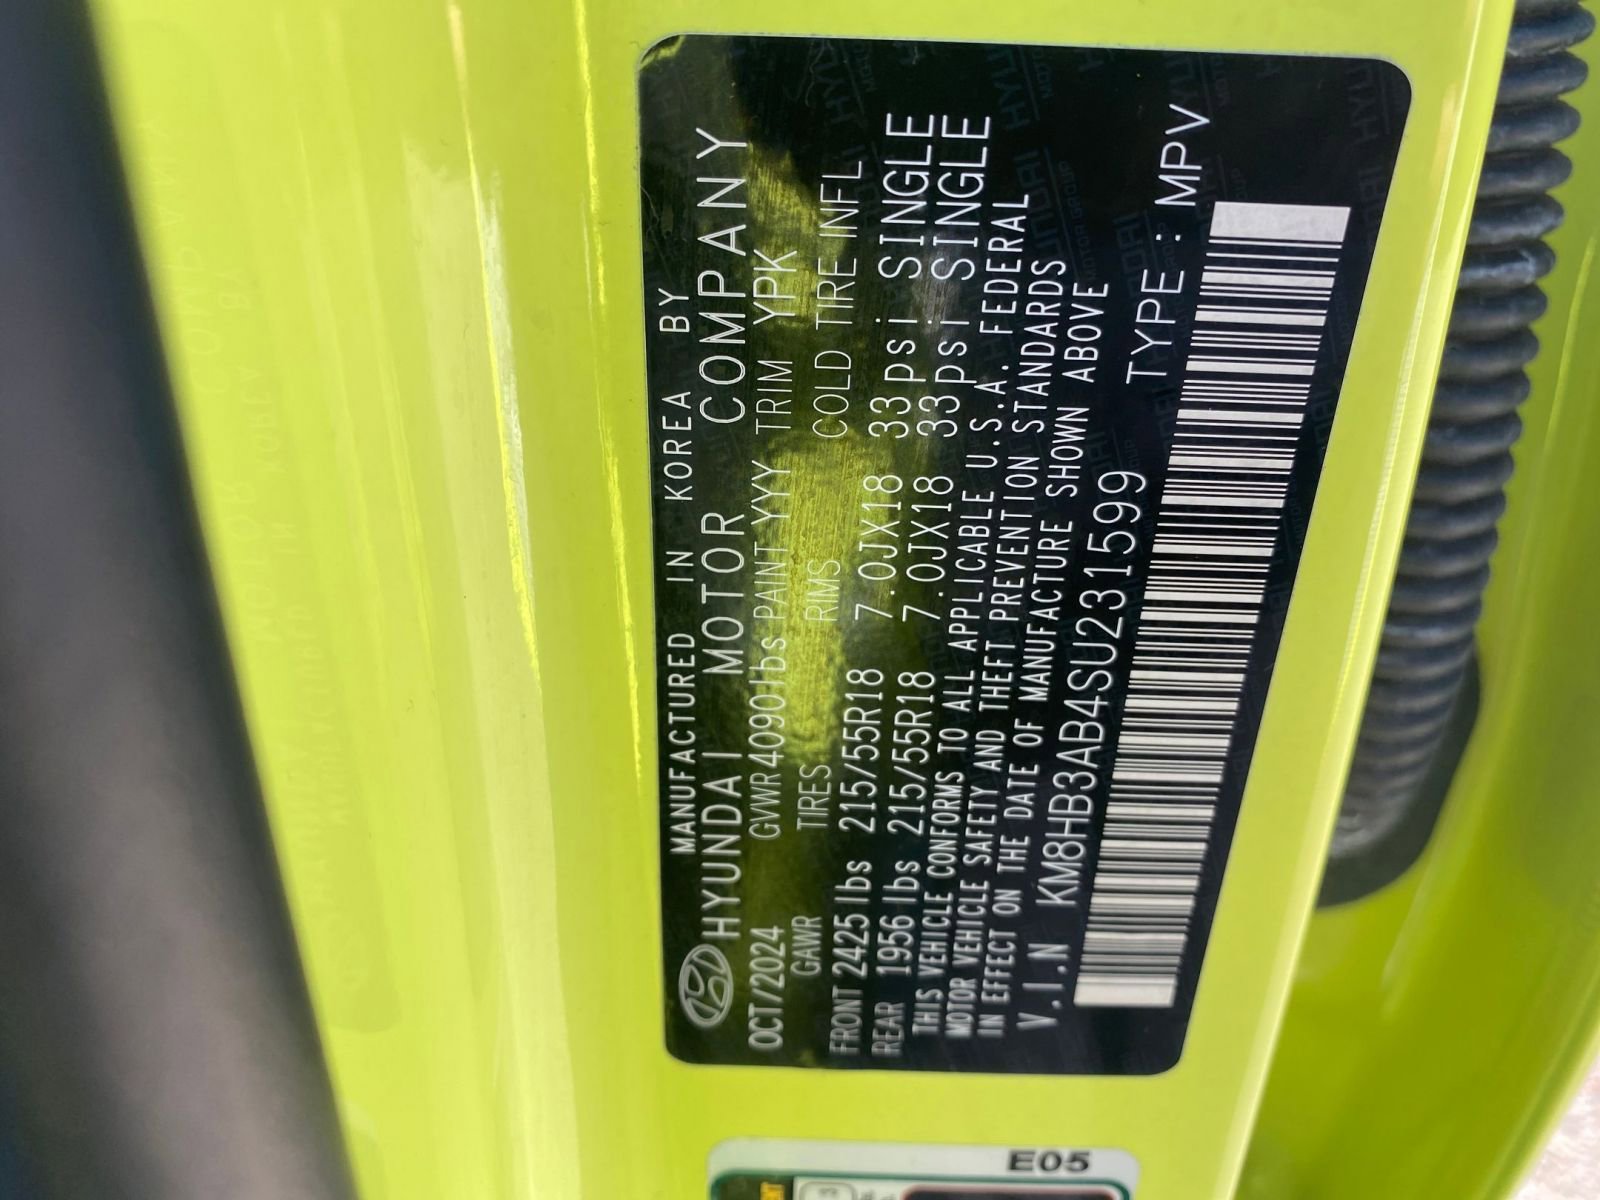 MANUFACTURED IN KOREA BY
HYUNDAI MOTOR COMPANY
OCT/2024 GVWR 4090lbs PAINT YYY TRIM YPK
GAWR TIRES RIMS COLD TIRE INFL
FRONT 2425 lbs 215/55R18 7.0JX18 33psi SINGLE
REAR 1956 lbs 215/55R18 7.0JX18 33psi SINGLE
THIS VEHICLE CONFORMS TO ALL APPLICABLE U.S.A. FEDERAL
MOTOR VEHICLE SAFETY AND THEFT PREVENTION STANDARDS
IN EFFECT ON THE DATE OF MANUFACTURE SHOWN ABOVE
V.I.N KM8HB3AB4SU231599 TYPE : MPV
E05